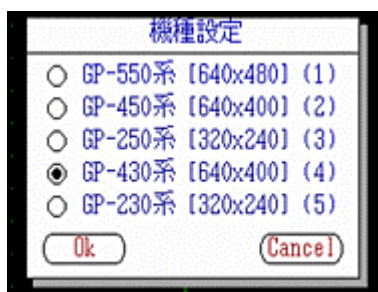 機種設定
GP-550系 [640x480] (1)
GP-450系 [640x400] (2)
GP-250系 [320x240] (3)
GP-430系 [640x400] (4)
GP-230系 [320x240] (5)
Ok
Cancel